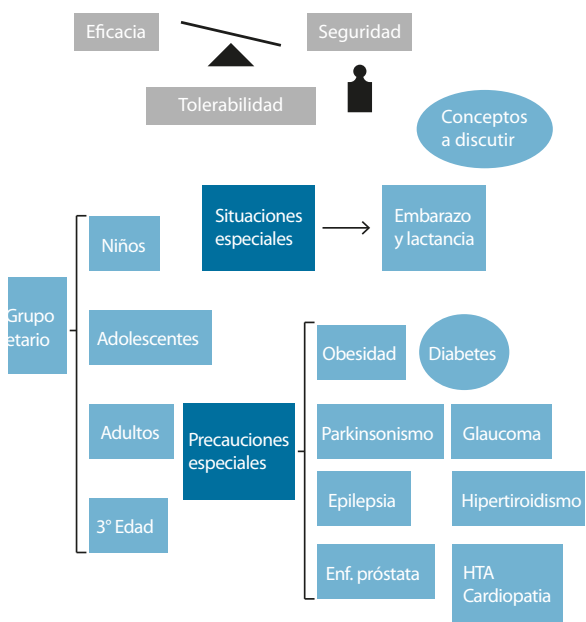 Eficacia
Seguridad
Tolerabilidad
Conceptos
a discutir
Situaciones
especiales
Embarazo
y lactancia
Grupo
etario
Niños
Adolescentes
Adultos
3° Edad
Precauciones
especiales
Obesidad
Diabetes
Parkinsonismo
Glaucoma
Epilepsia
Hipertiroidismo
Enf. próstata
HTA
Cardiopatia